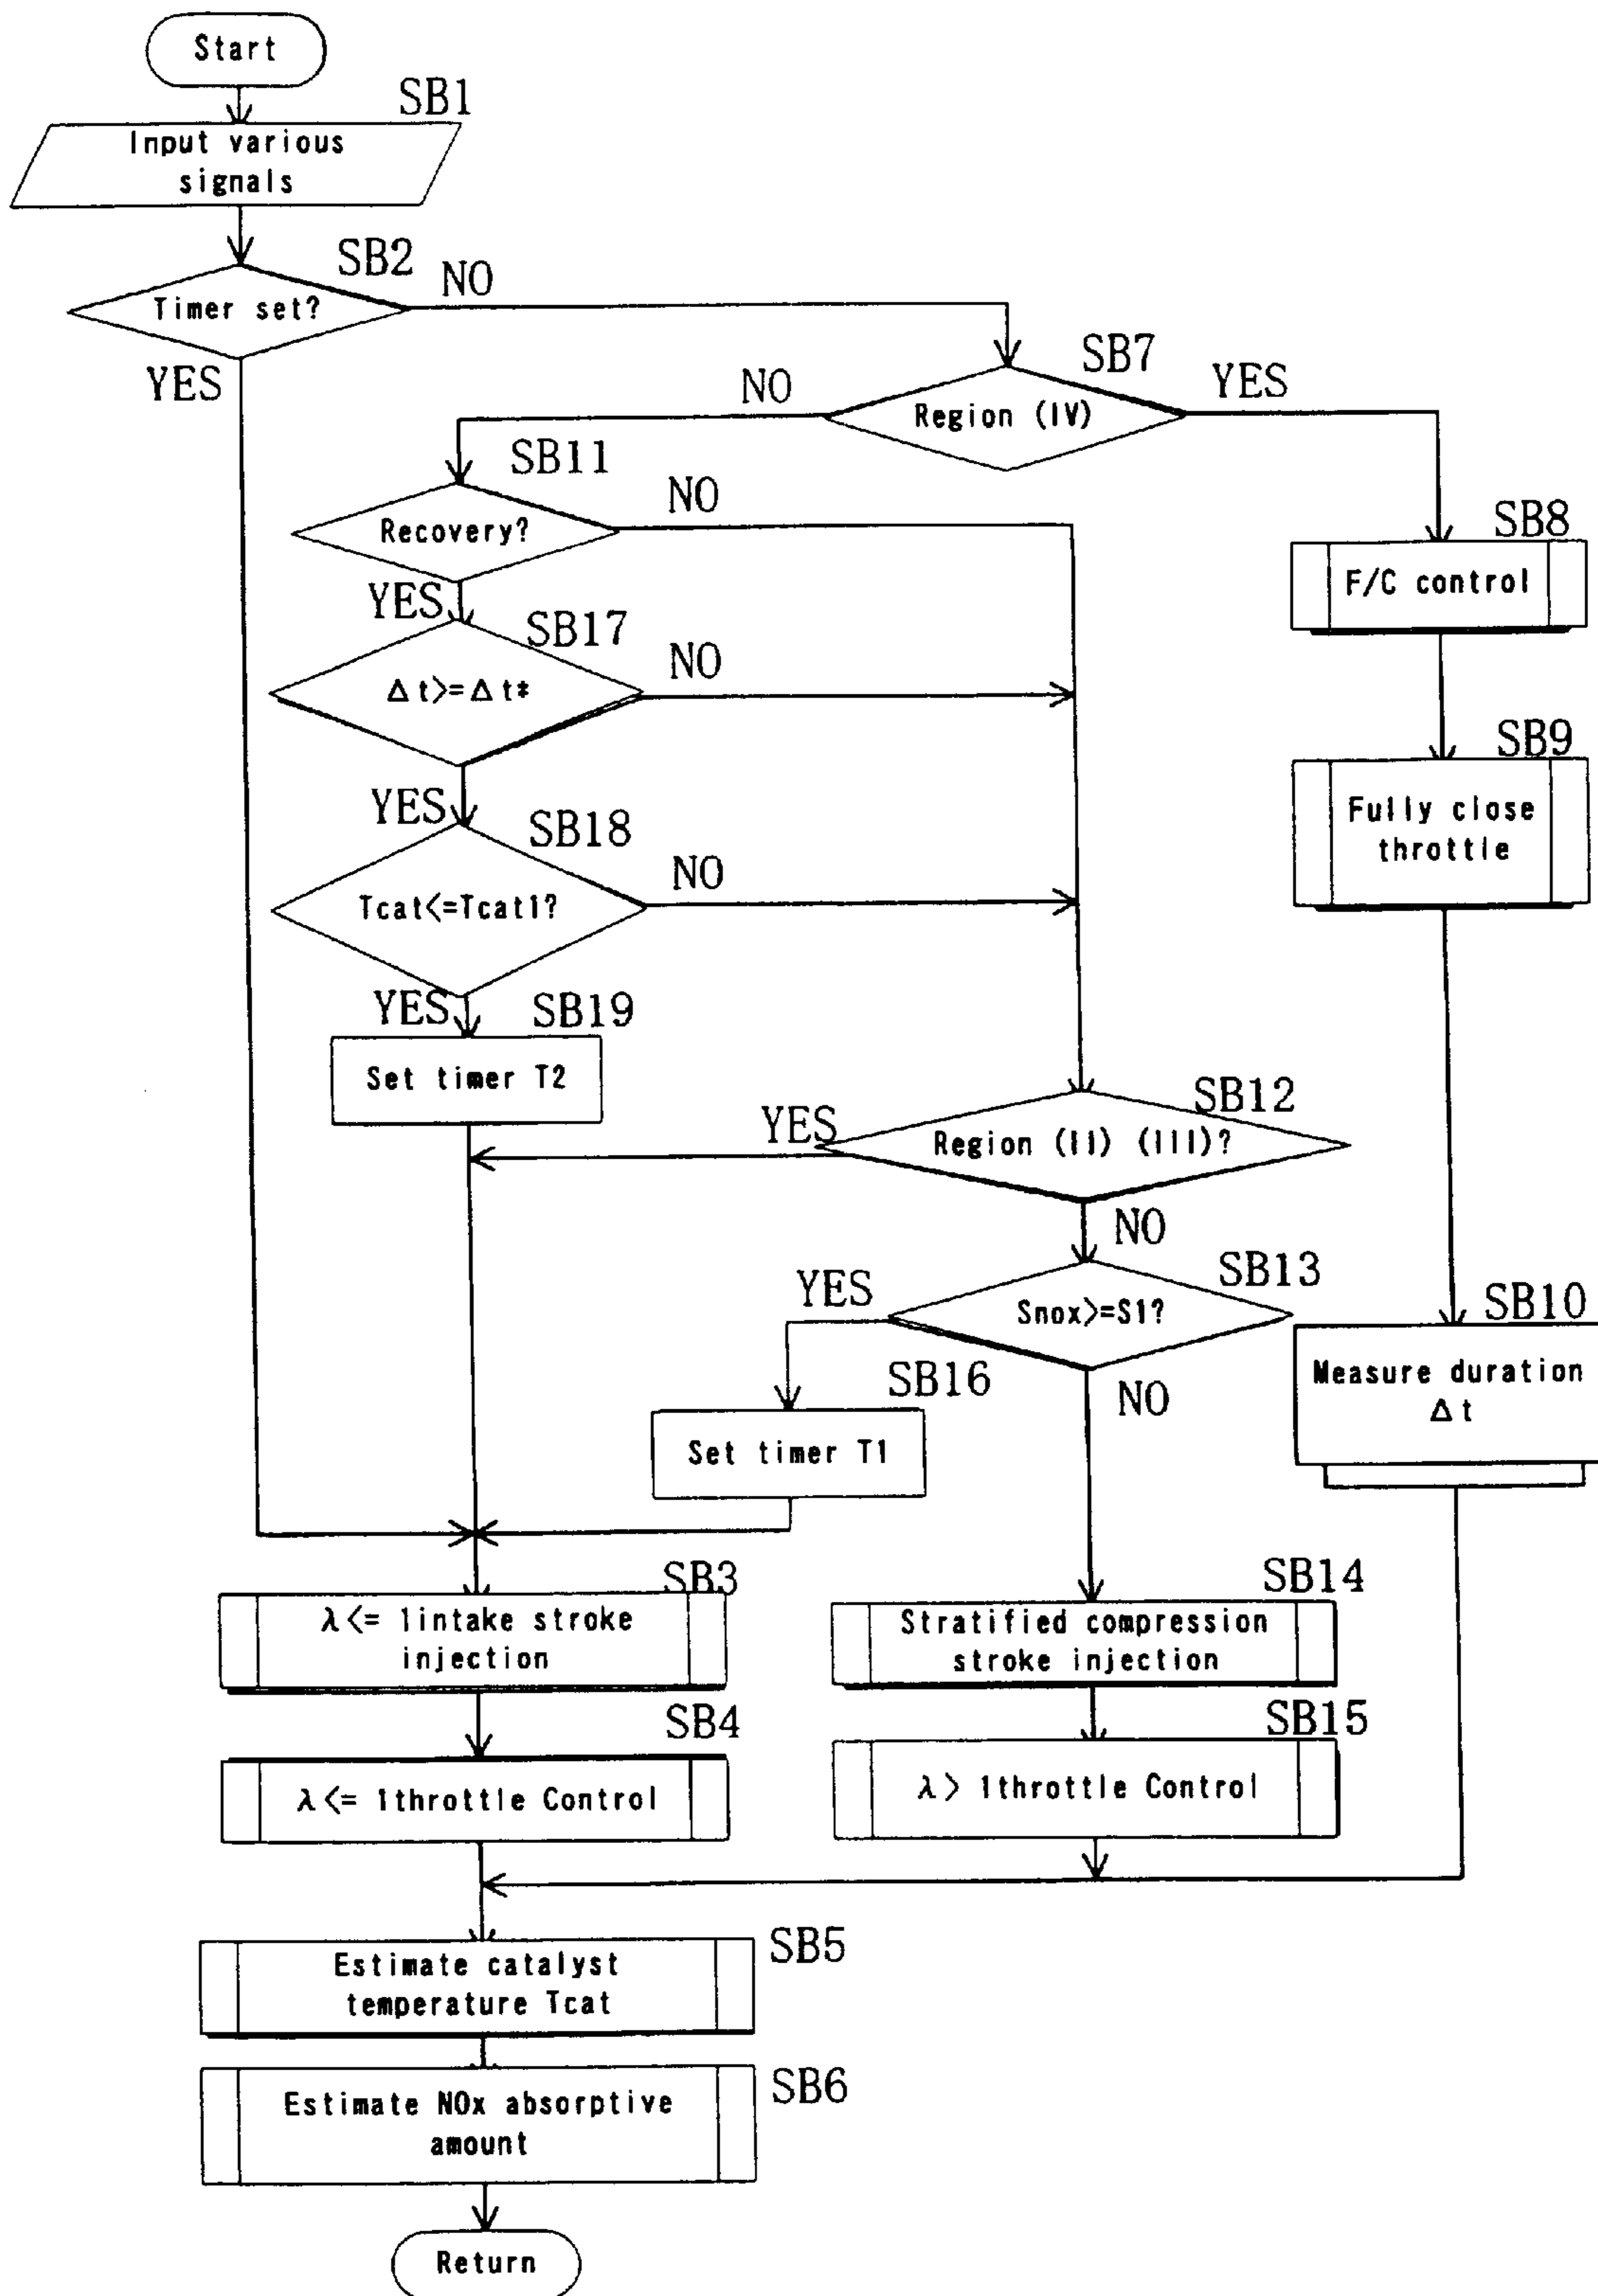 Start
SB1
Input various
signals
SB2
NO
Timer set?
YES
SB7
NO
YES
Region (IV)
SB11
NO
Recovery?
SB8
F/C control
YES
SB17
NO
Δt>=Δt*
SB9
Fully close
throttle
YES
SB18
NO
Tcat<=Tcat1?
YES
SB19
Set timer T2
SB12
YES
Region (II) (III)?
NO
SB13
YES
Snox>=S1?
SB10
Measure duration
Δt
SB16
NO
Set timer T1
SB3
λ<= 1intake stroke
injection
SB14
Stratified compression
stroke injection
SB4
λ<= 1throttle Control
SB15
λ> 1throttle Control
SB5
Estimate catalyst
temperature Tcat
SB6
Estimate NOx absorptive
amount
Return